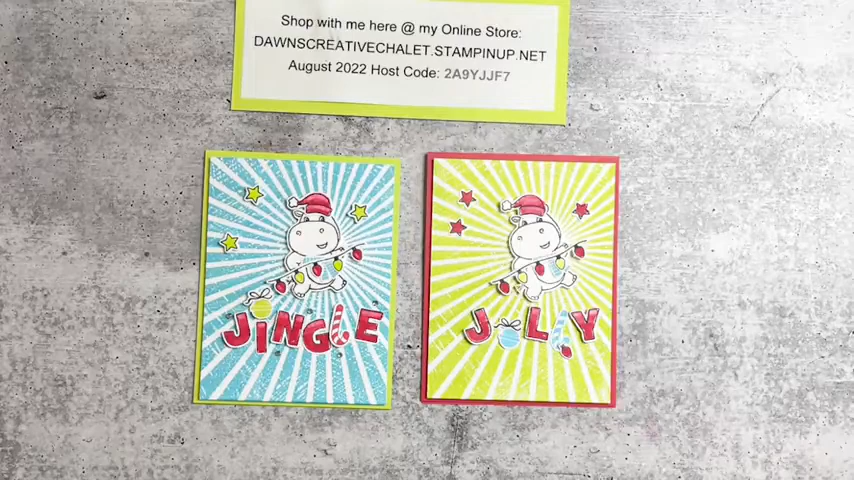 Shop with me here @ my Online Store:
DAWNSCREATIVECHALET.STAMPINUP.NET
August 2022 Host Code: 2A9YJJF7
JiNGLE
JOLLY